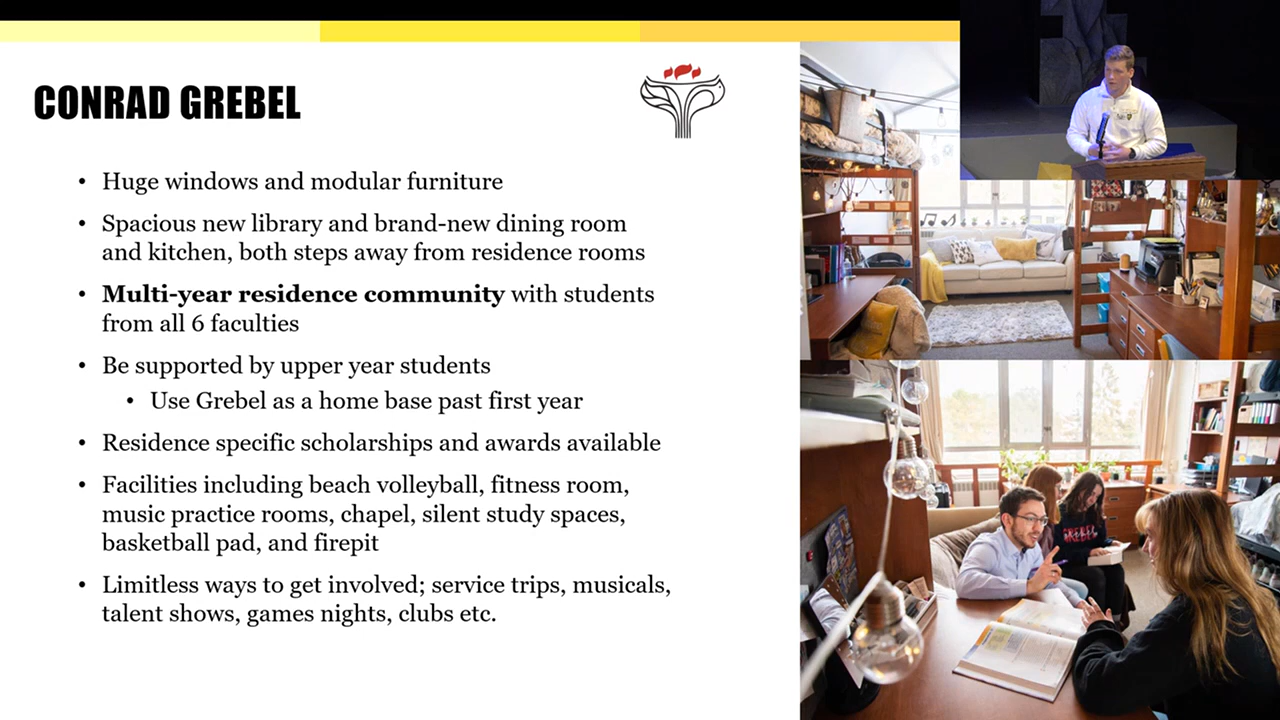 CONRAD GREBEL
• Huge windows and modular furniture
• Spacious new library and brand-new dining room
and kitchen, both steps away from residence rooms
• Multi-year residence community with students
from all 6 faculties
• Be supported by upper year students
• Use Grebel as a home base past first year
• Residence specific scholarships and awards available
• Facilities including beach volleyball, fitness room,
music practice rooms, chapel, silent study spaces,
basketball pad, and firepit
• Limitless ways to get involved; service trips, musicals,
talent shows, games nights, clubs etc.
GREBEL